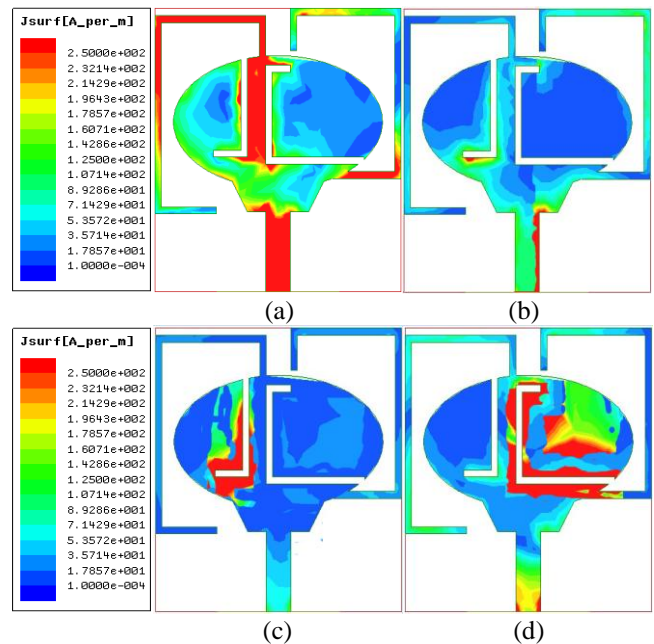 Jsurf[A_per_m]
2.5000e+002
2.3214e+002
2.1429e+002
1.9643e+002
1.7857e+002
1.6071e+002
1.4286e+002
1.2500e+002
1.0714e+002
8.9286e+001
7.1429e+001
5.3572e+001
3.5714e+001
1.7857e+001
1.0000e-004
(a)
(b)
Jsurf[A_per_m]
2.5000e+002
2.3214e+002
2.1429e+002
1.9643e+002
1.7857e+002
1.6071e+002
1.4286e+002
1.2500e+002
1.0714e+002
8.9286e+001
7.1429e+001
5.3572e+001
3.5714e+001
1.7857e+001
1.0000e-004
(c)
(d)